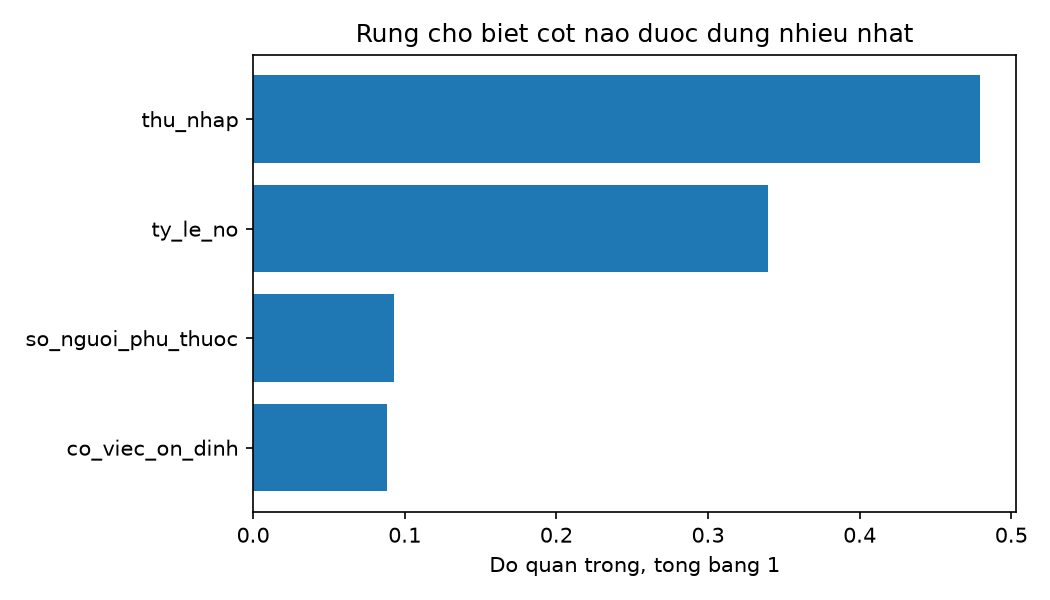 Rung cho biet cot nao duoc dung nhieu nhat
thu_nhap
ty_le_no
so_nguoi_phu_thuoc
co_viec_on_dinh
0.0 0.1 0.2 0.3 0.4 0.5
Do quan trong, tong bang 1